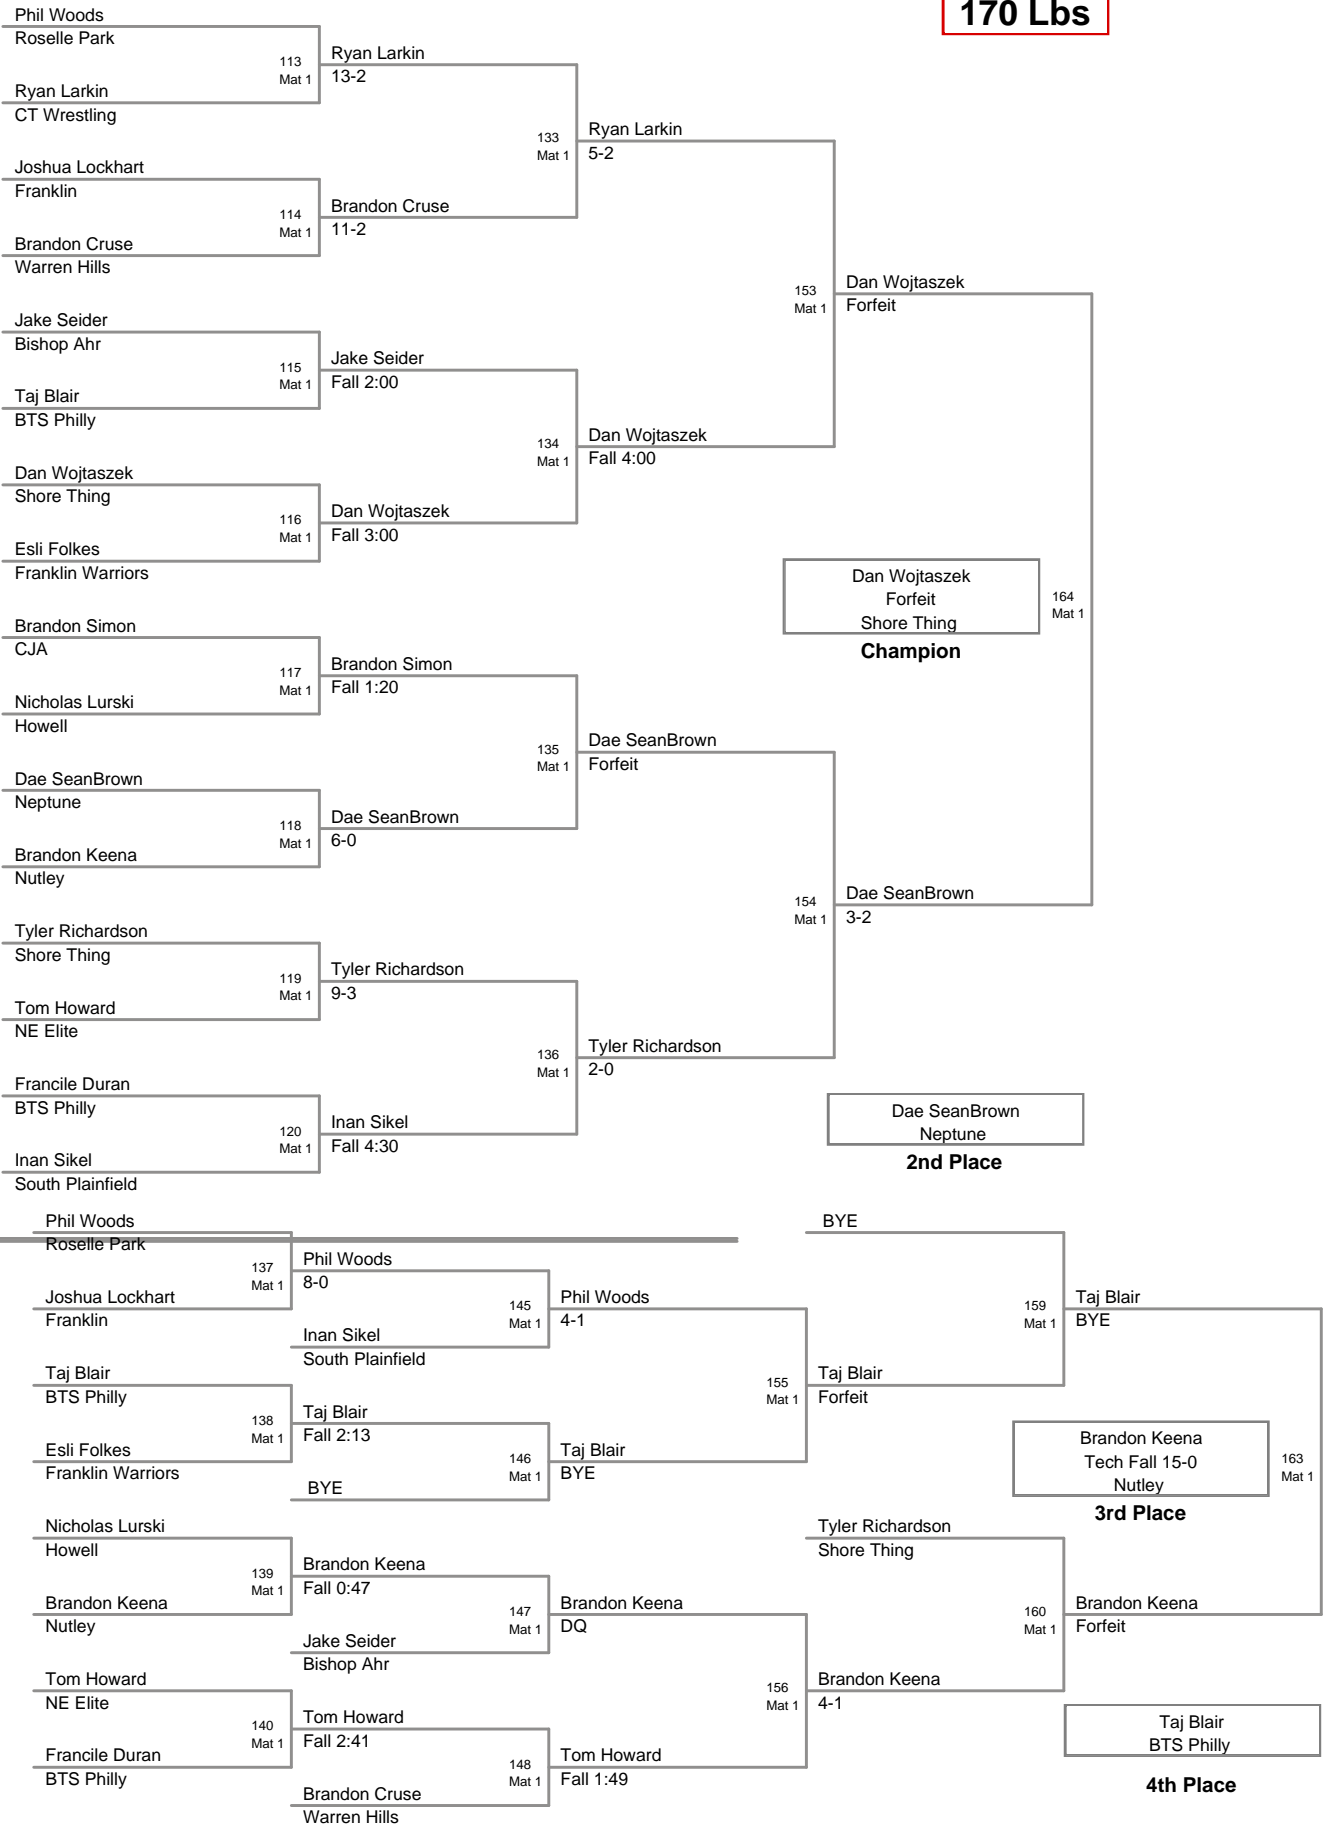 170 Lbs
Phil Woods
Roselle Park
113
Mat 1
Ryan Larkin
13-2
Ryan Larkin
CT Wrestling
133
Mat 1
Ryan Larkin
5-2
Joshua Lockhart
Franklin
114
Mat 1
Brandon Cruse
11-2
Brandon Cruse
Warren Hills
153
Mat 1
Dan Wojtaszek
Forfeit
Jake Seider
Bishop Ahr
115
Mat 1
Jake Seider
Fall 2:00
Taj Blair
BTS Philly
134
Mat 1
Dan Wojtaszek
Fall 4:00
Dan Wojtaszek
Shore Thing
116
Mat 1
Dan Wojtaszek
Fall 3:00
Esli Folkes
Franklin Warriors
Dan Wojtaszek
Forfeit
Shore Thing
Champion
164
Mat 1
Brandon Simon
CJA
117
Mat 1
Brandon Simon
Fall 1:20
Nicholas Lurski
Howell
135
Mat 1
Dae SeanBrown
Forfeit
Dae SeanBrown
Neptune
118
Mat 1
Dae SeanBrown
6-0
Brandon Keena
Nutley
154
Mat 1
Dae SeanBrown
3-2
Tyler Richardson
Shore Thing
119
Mat 1
Tyler Richardson
9-3
Tom Howard
NE Elite
136
Mat 1
Tyler Richardson
2-0
Francile Duran
BTS Philly
120
Mat 1
Inan Sikel
Fall 4:30
Inan Sikel
South Plainfield
Dae SeanBrown
Neptune
2nd Place
Phil Woods
Roselle Park
137
Mat 1
Phil Woods
8-0
Joshua Lockhart
Franklin
145
Mat 1
Phil Woods
4-1
Inan Sikel
South Plainfield
BYE
159
Mat 1
Taj Blair
BYE
Taj Blair
BTS Philly
138
Mat 1
Taj Blair
Fall 2:13
155
Mat 1
Taj Blair
Forfeit
Esli Folkes
Franklin Warriors
146
Mat 1
Taj Blair
BYE
BYE
Brandon Keena
Tech Fall 15-0
Nutley
3rd Place
163
Mat 1
Nicholas Lurski
Howell
139
Mat 1
Brandon Keena
Fall 0:47
Brandon Keena
Nutley
147
Mat 1
Brandon Keena
DQ
Jake Seider
Bishop Ahr
Tyler Richardson
Shore Thing
160
Mat 1
Brandon Keena
Forfeit
Tom Howard
NE Elite
140
Mat 1
Tom Howard
Fall 2:41
156
Mat 1
Brandon Keena
4-1
Francile Duran
BTS Philly
148
Mat 1
Tom Howard
Fall 1:49
Brandon Cruse
Warren Hills
Taj Blair
BTS Philly
4th Place